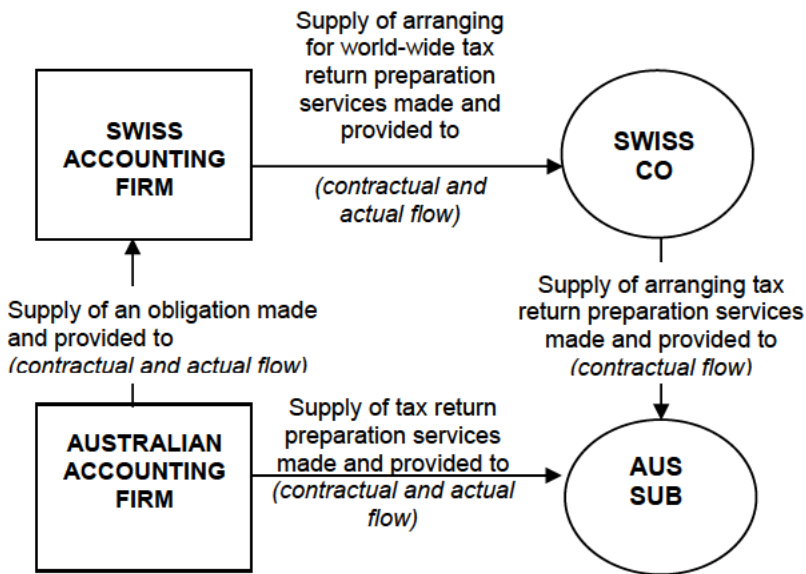 Supply of arranging
for world-wide tax
return preparation
services made and
provided to
SWISS
ACCOUNTING
FIRM
SWISS
CO
(contractual and
actual flow)
Supply of an obligation made
and provided to
(contractual and actual flow)
Supply of arranging tax
return preparation services
made and provided to
(contractual flow)
AUSTRALIAN
ACCOUNTING
FIRM
Supply of tax return
preparation services
made and provided to
(contractual and actual
flow)
AUS
SUB